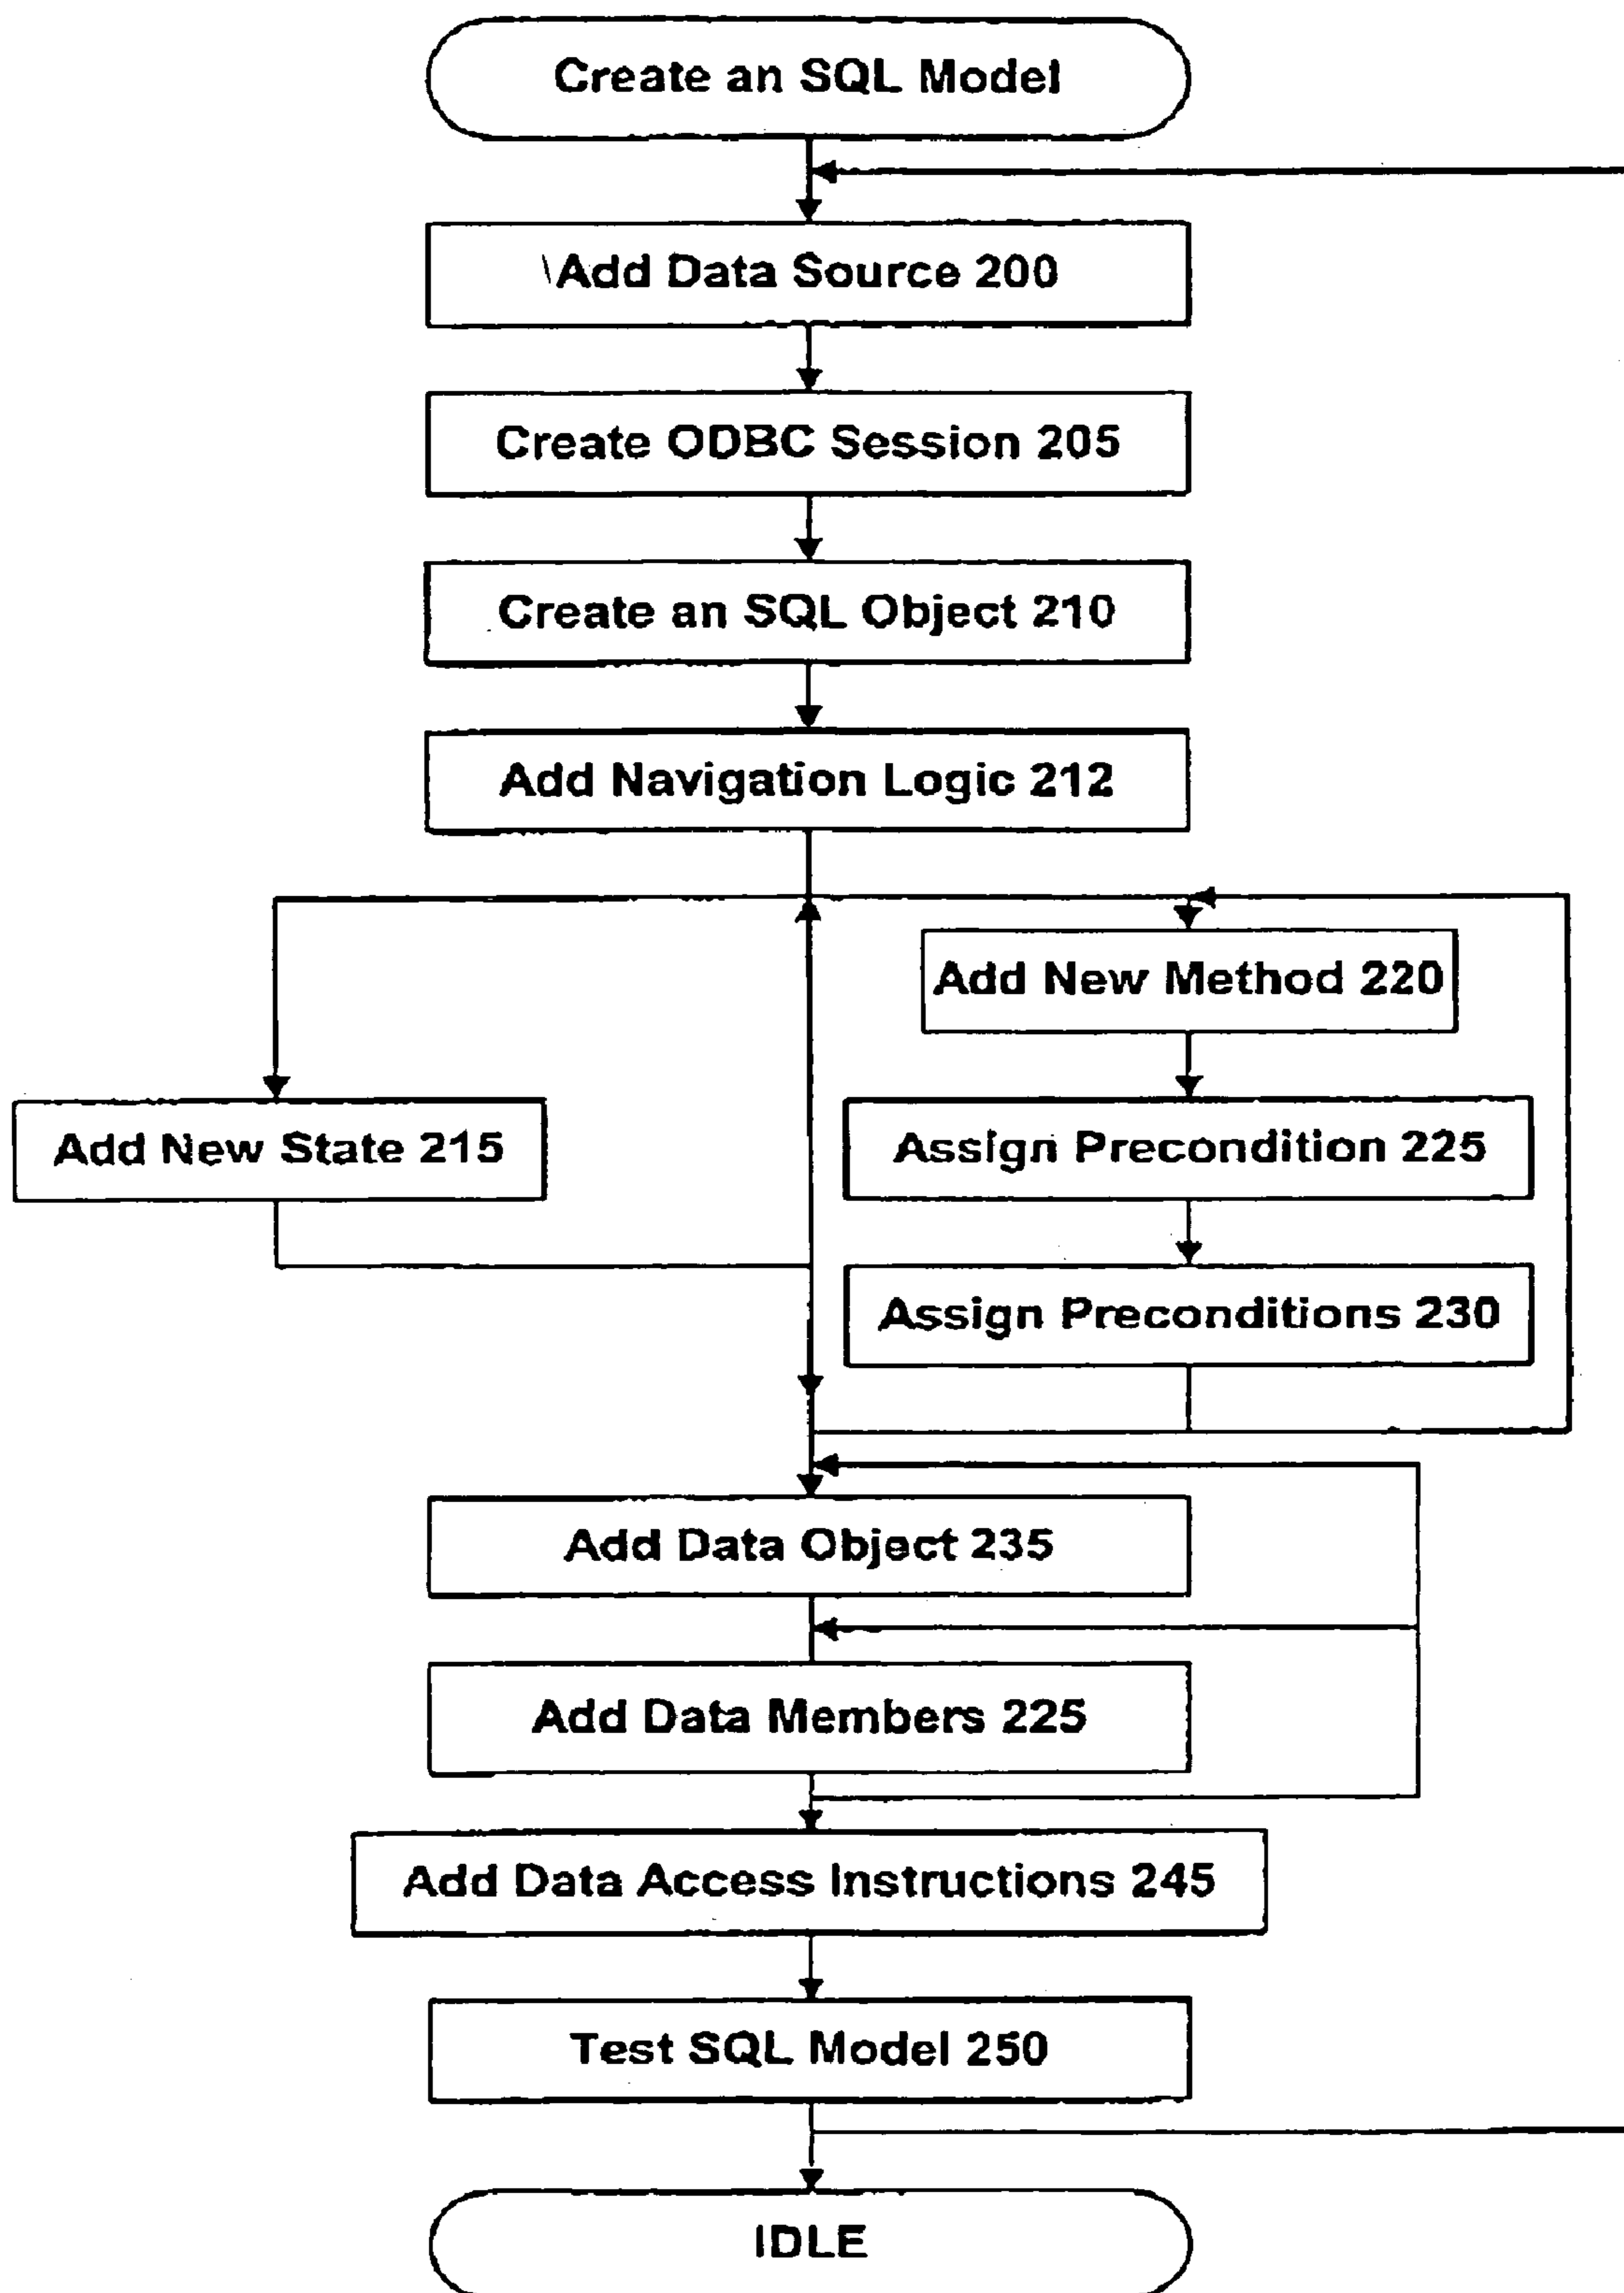 Create an SQL Model
Add Data Source 200
Create ODBC Session 205
Create an SQL Object 210
Add Navigation Logic 212
Add New Method 220
Add New State 215
Assign Precondition 225
Assign Preconditions 230
Add Data Object 235
Add Data Members 225
Add Data Access Instructions 245
Test SQL Model 250
IDLE